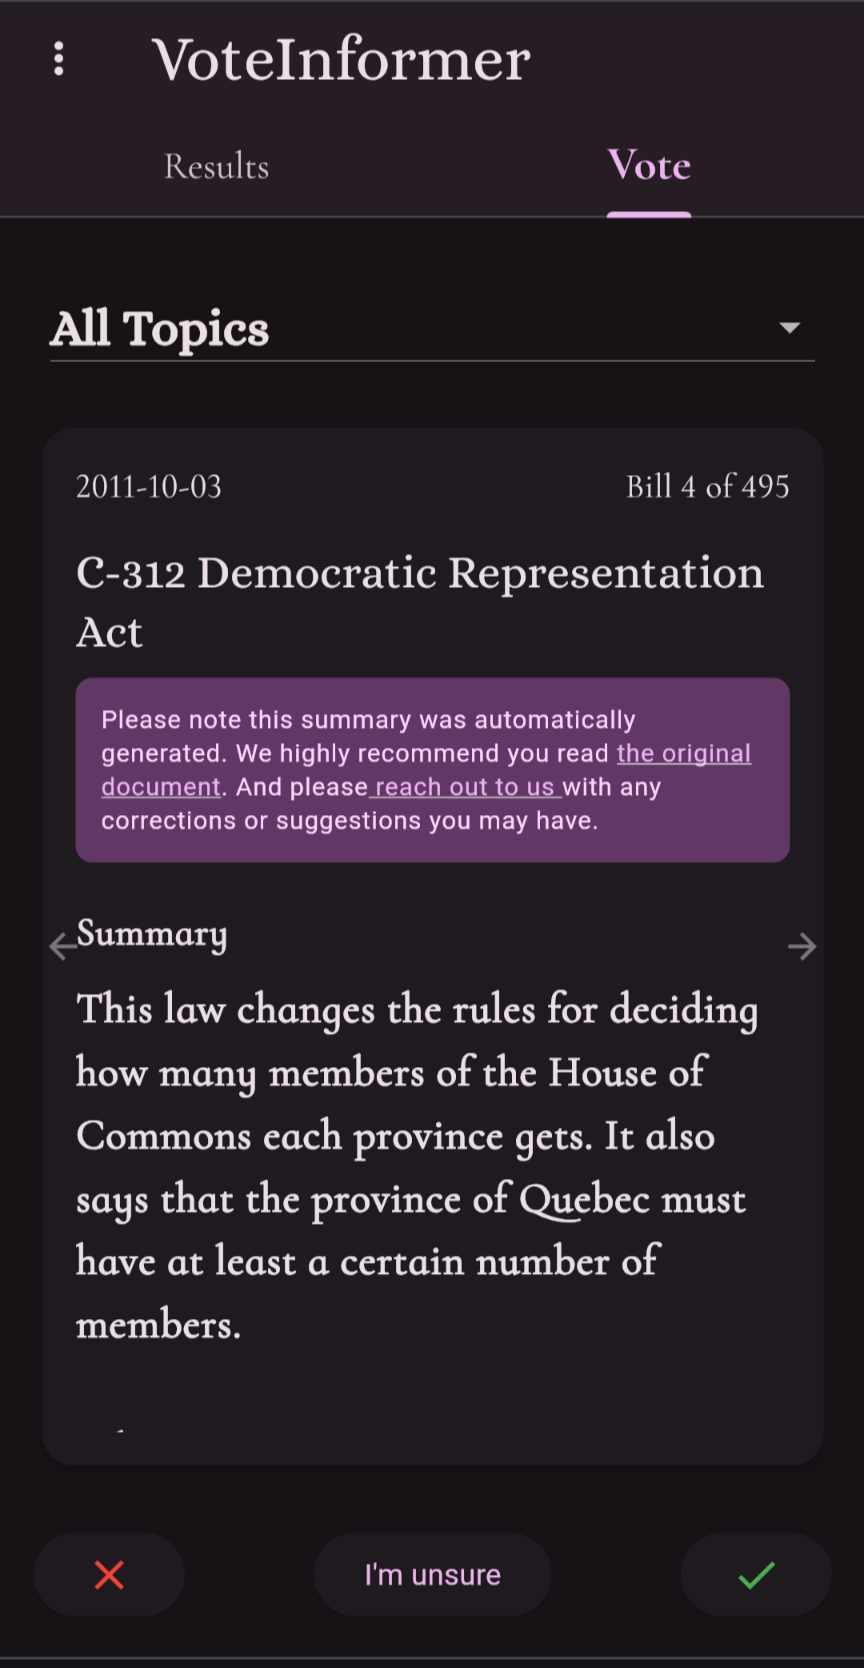 VoteInformer
Results
Vote
All Topics
2011-10-03
Bill 4 of 495
C-312 Democratic Representation
Act
Please note this summary was automatically
generated. We highly recommend you read the original
document. And please reach out to us with any
corrections or suggestions you may have.
Summary
This law changes the rules for deciding
how many members of the House of
Commons each province gets. It also
says that the province of Quebec must
have at least a certain number of
members.
I'm unsure